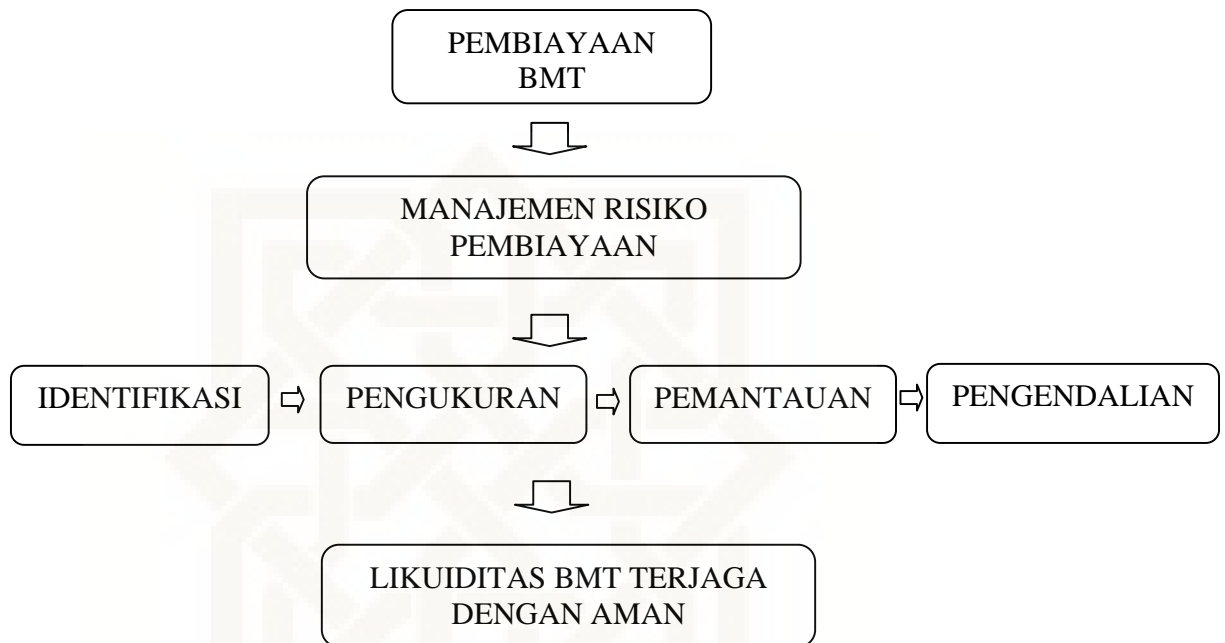 PEMBIAYAAN
BMT
MANAJEMEN RISIKO
PEMBIAYAAN
IDENTIFIKASI
PENGUKURAN
PEMANTAUAN
PENGENDALIAN
LIKUIDITAS BMT TERJAGA
DENGAN AMAN